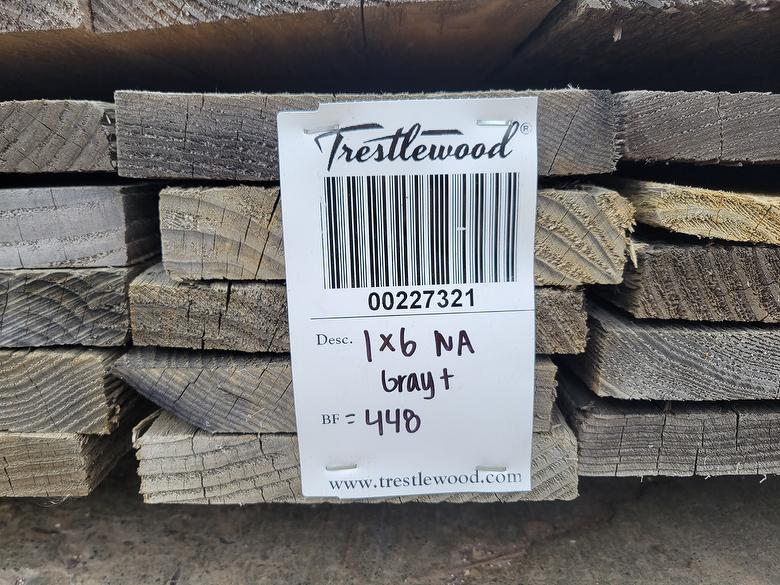 Trestlewood®
00227321
Desc. 1x6 NA
Gray+
BF = 448
www.trestlewood.com